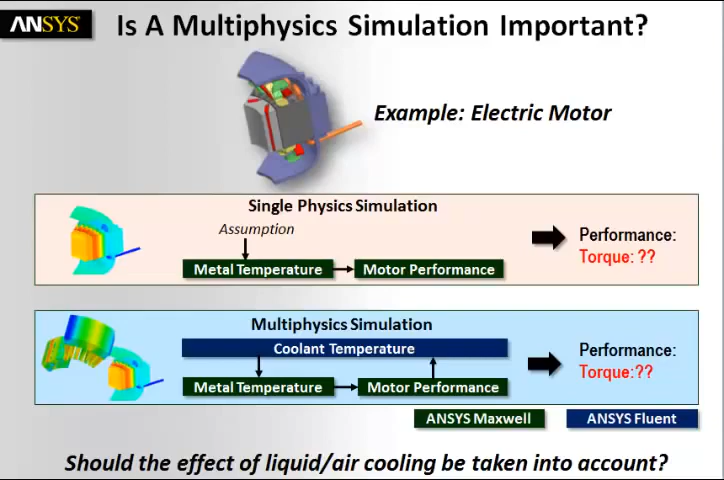 ANSYS
Is A Multiphysics Simulation Important?
Example: Electric Motor
Single Physics Simulation
Assumption
Metal Temperature
Motor Performance
Performance:
Torque: ??
Multiphysics Simulation
Coolant Temperature
Metal Temperature
Motor Performance
Performance:
Torque:??
ANSYS Maxwell
ANSYS Fluent
Should the effect of liquid/air cooling be taken into account?